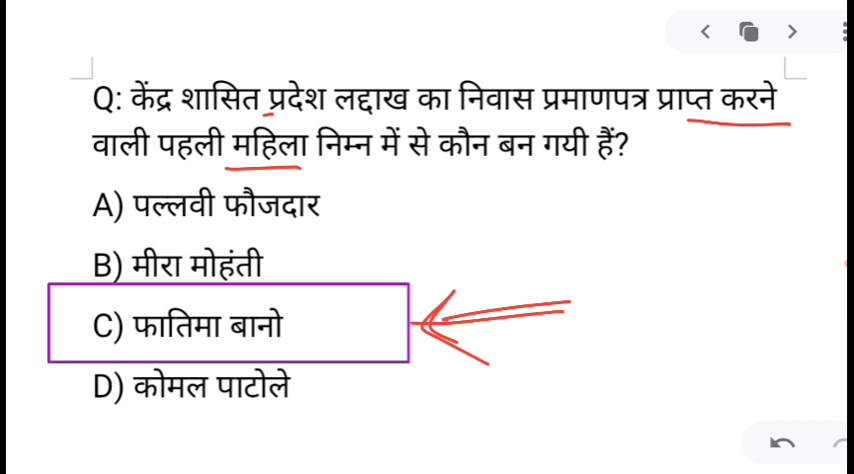 Q: केंद्र शासित प्रदेश लद्दाख का निवास प्रमाणपत्र प्राप्त करने
वाली पहली महिला निम्न में से कौन बन गयी हैं?
A) पल्लवी फौजदार
B) मीरा मोहंती
C) फातिमा बानो
D) कोमल पाटोले